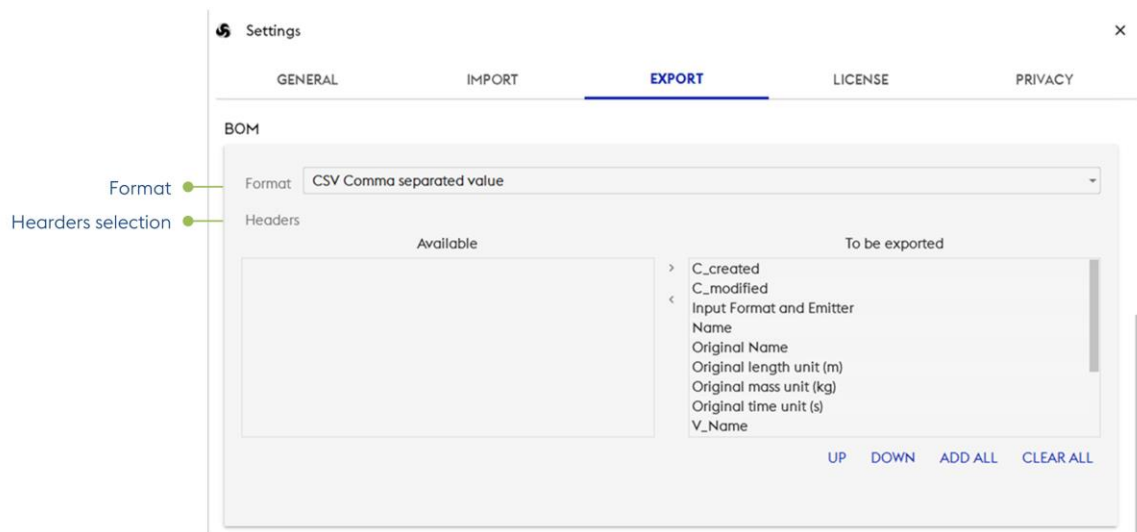 Settings
GENERAL IMPORT EXPORT LICENSE PRIVACY
BOM
Format
Format CSV Comma separated value
Hearders selection
Headers
Available To be exported
C_created
C_modified
Input Format and Emitter
Name
Original Name
Original length unit (m)
Original mass unit (kg)
Original time unit (s)
V_Name
UP DOWN ADD ALL CLEAR ALL